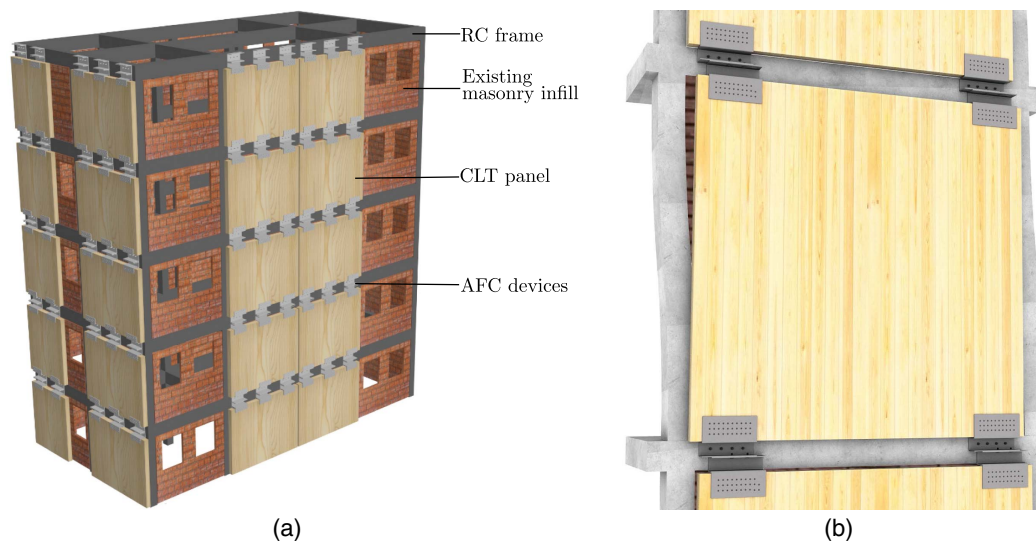 RC frame
Existing
masonry infill
CLT panel
AFC devices
(a)
(b)